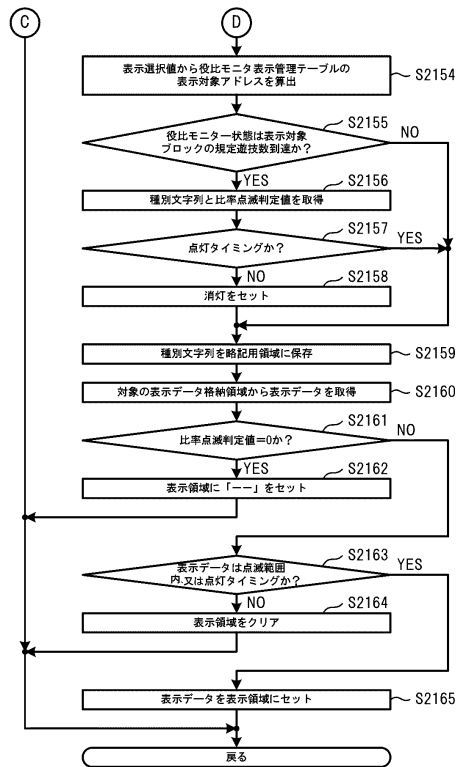 C
D
表示選択値から役比モニタ表示管理テーブルの
表示対象アドレスを算出
S2154
役比モニター状態は表示対象
ブロックの規定遊技数到達か?
S2155
NO
YES
種別文字列と比率点滅判定値を取得
S2156
点灯タイミングか?
S2157
YES
NO
消灯をセット
S2158
種別文字列を略記用領域に保存
S2159
対象の表示データ格納領域から表示データを取得
S2160
比率点滅判定値=0か?
S2161
NO
YES
表示領域に「ーー」をセット
S2162
表示データは点滅範囲
内.又は点灯タイミングか?
S2163
YES
NO
表示領域をクリア
S2164
表示データを表示領域にセット
S2165
戻る